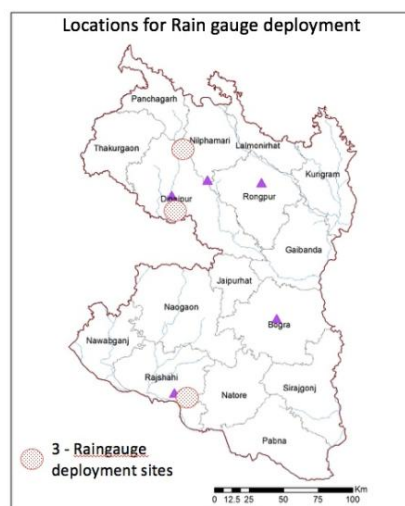 Locations for Rain gauge deployment
Panchagarh
Nilphamari
Thakurgaon
Lalmonirhat
Kurigram
Dinajpur
Rongpur
Gaibanda
Jaipurhat
Naogaon
Bogra
Nawabganj
Rajshahi
Natore
Sirajgonj
Pabna
3 - Raingauge
deployment sites
Km
0 12.5 25 50 75 100